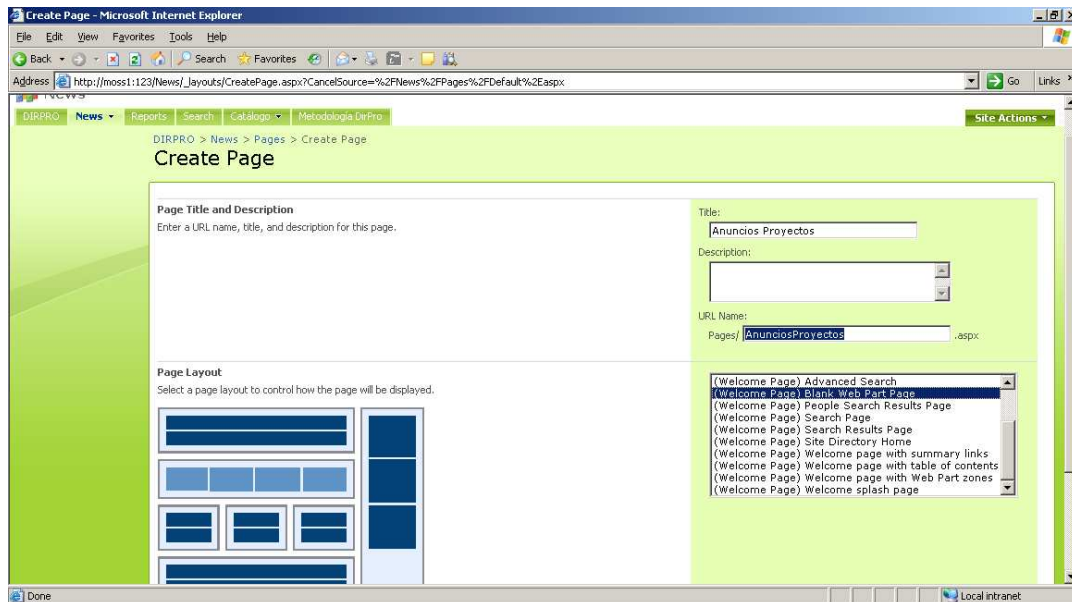 Create Page - Microsoft Internet Explorer
File Edit View Favorites Tools Help
Back Search Favorites
Address http://moss1:123/News/_layouts/CreatePage.aspx?CancelSource=%2FNews%2FPages%2FDefault%2Easpx Go Links
News
DIRPRO News Reports Search Catálogo Metodología DirPro Site Actions
DIRPRO > News > Pages > Create Page
Create Page
Page Title and Description
Enter a URL name, title, and description for this page.
Title:
Anuncios Proyectos
Description:
URL Name:
Pages/ AnunciosProyectos .aspx
Page Layout
Select a page layout to control how the page will be displayed.
(Welcome Page) Advanced Search
(Welcome Page) Blank Web Part Page
(Welcome Page) People Search Results Page
(Welcome Page) Search Page
(Welcome Page) Search Results Page
(Welcome Page) Site Directory Home
(Welcome Page) Welcome page with summary links
(Welcome Page) Welcome page with table of contents
(Welcome Page) Welcome page with Web Part zones
(Welcome Page) Welcome splash page
Done Local intranet